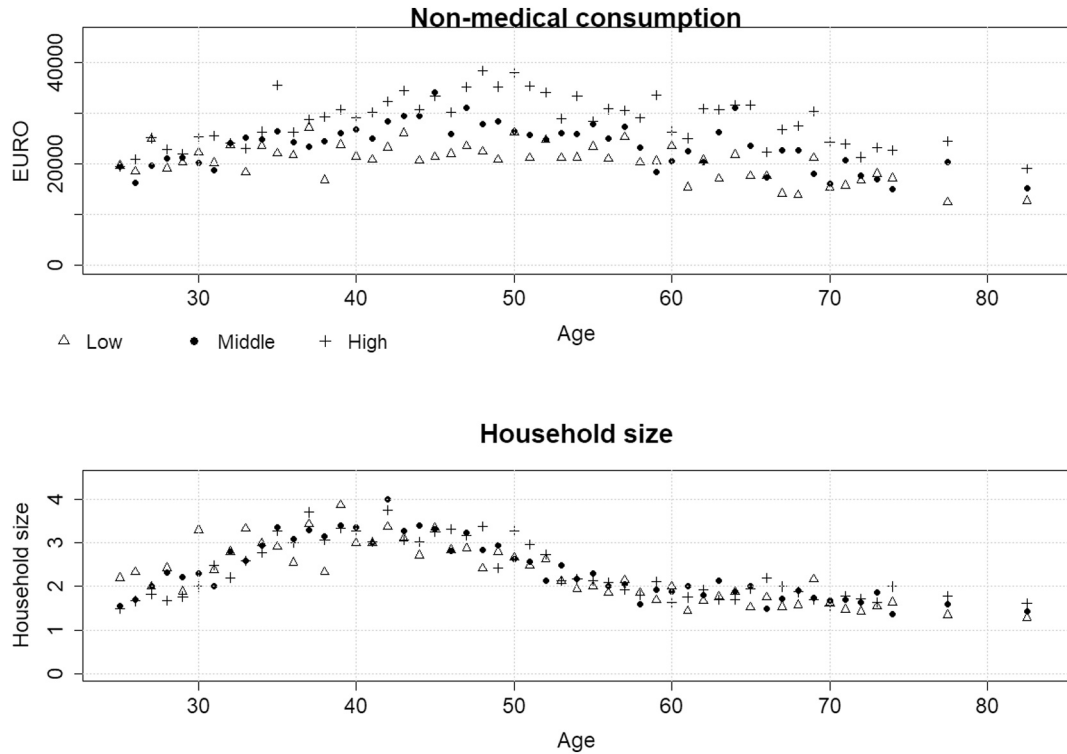 Non-medical consumption
EURO
40000
20000
0
30 40 50 60 70 80
Age
Low Middle High
Household size
Household size
4
3
2
1
0
30 40 50 60 70 80
Age